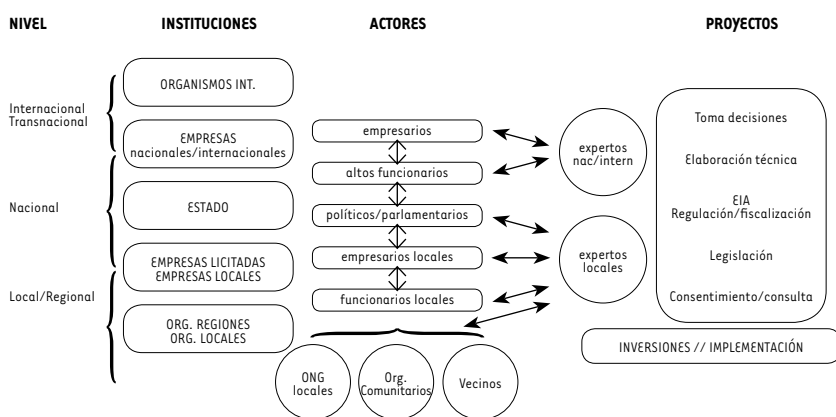 NIVEL
INSTITUCIONES
ACTORES
PROYECTOS
Internacional
Transnacional
Nacional
Local/Regional
ORGANISMOS INT.
EMPRESAS
nacionales/internacionales
ESTADO
EMPRESAS LICITADAS
EMPRESAS LOCALES
ORG. REGIONES
ORG. LOCALES
empresarios
altos funcionarios
políticos/parlamentarios
empresarios locales
funcionarios locales
ONG
locales
Org.
Comunitarios
Vecinos
expertos
nac/intern
expertos
locales
Toma decisiones
Elaboración técnica
EIA
Regulación/fiscalización
Legislación
Consentimiento/consulta
INVERSIONES // IMPLEMENTACIÓN